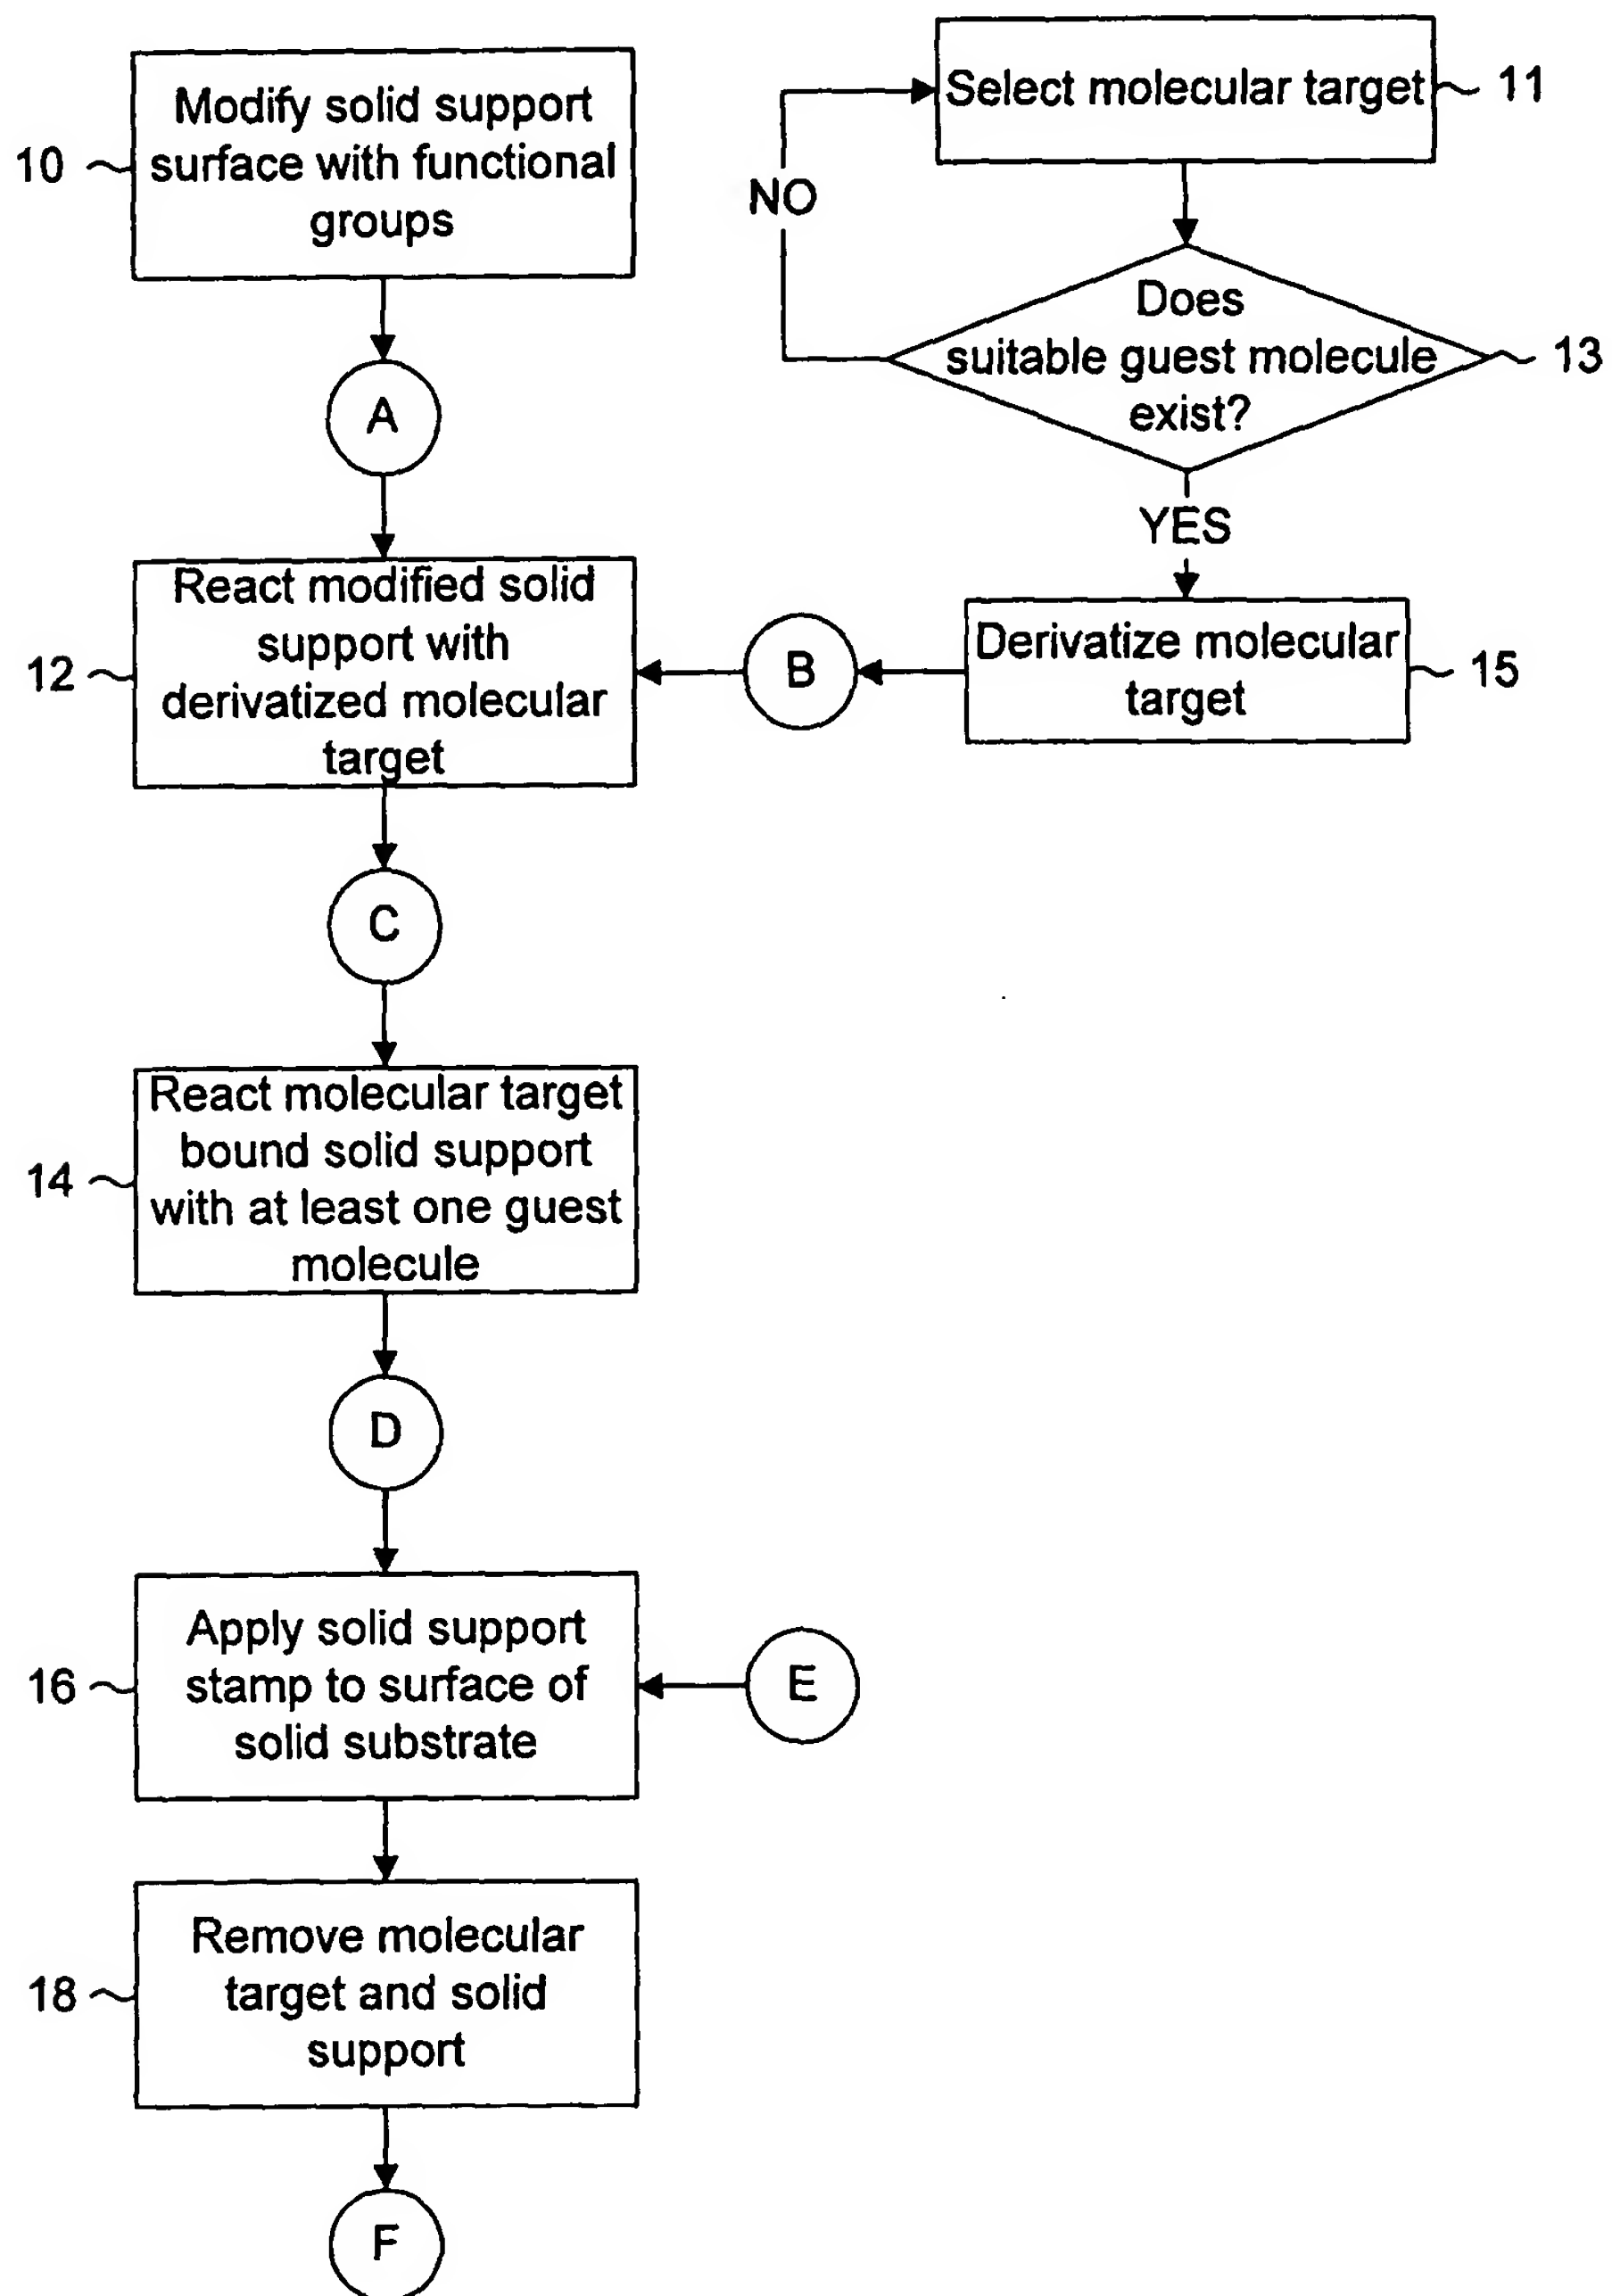 Modify solid support
surface with functional
groups
10
Select molecular target
11
NO
Does
suitable guest molecule
exist?
13
YES
A
React modified solid
support with
derivatized molecular
target
12
B
Derivatize molecular
target
15
C
React molecular target
bound solid support
with at least one guest
molecule
14
D
Apply solid support
stamp to surface of
solid substrate
16
E
Remove molecular
target and solid
support
18
F